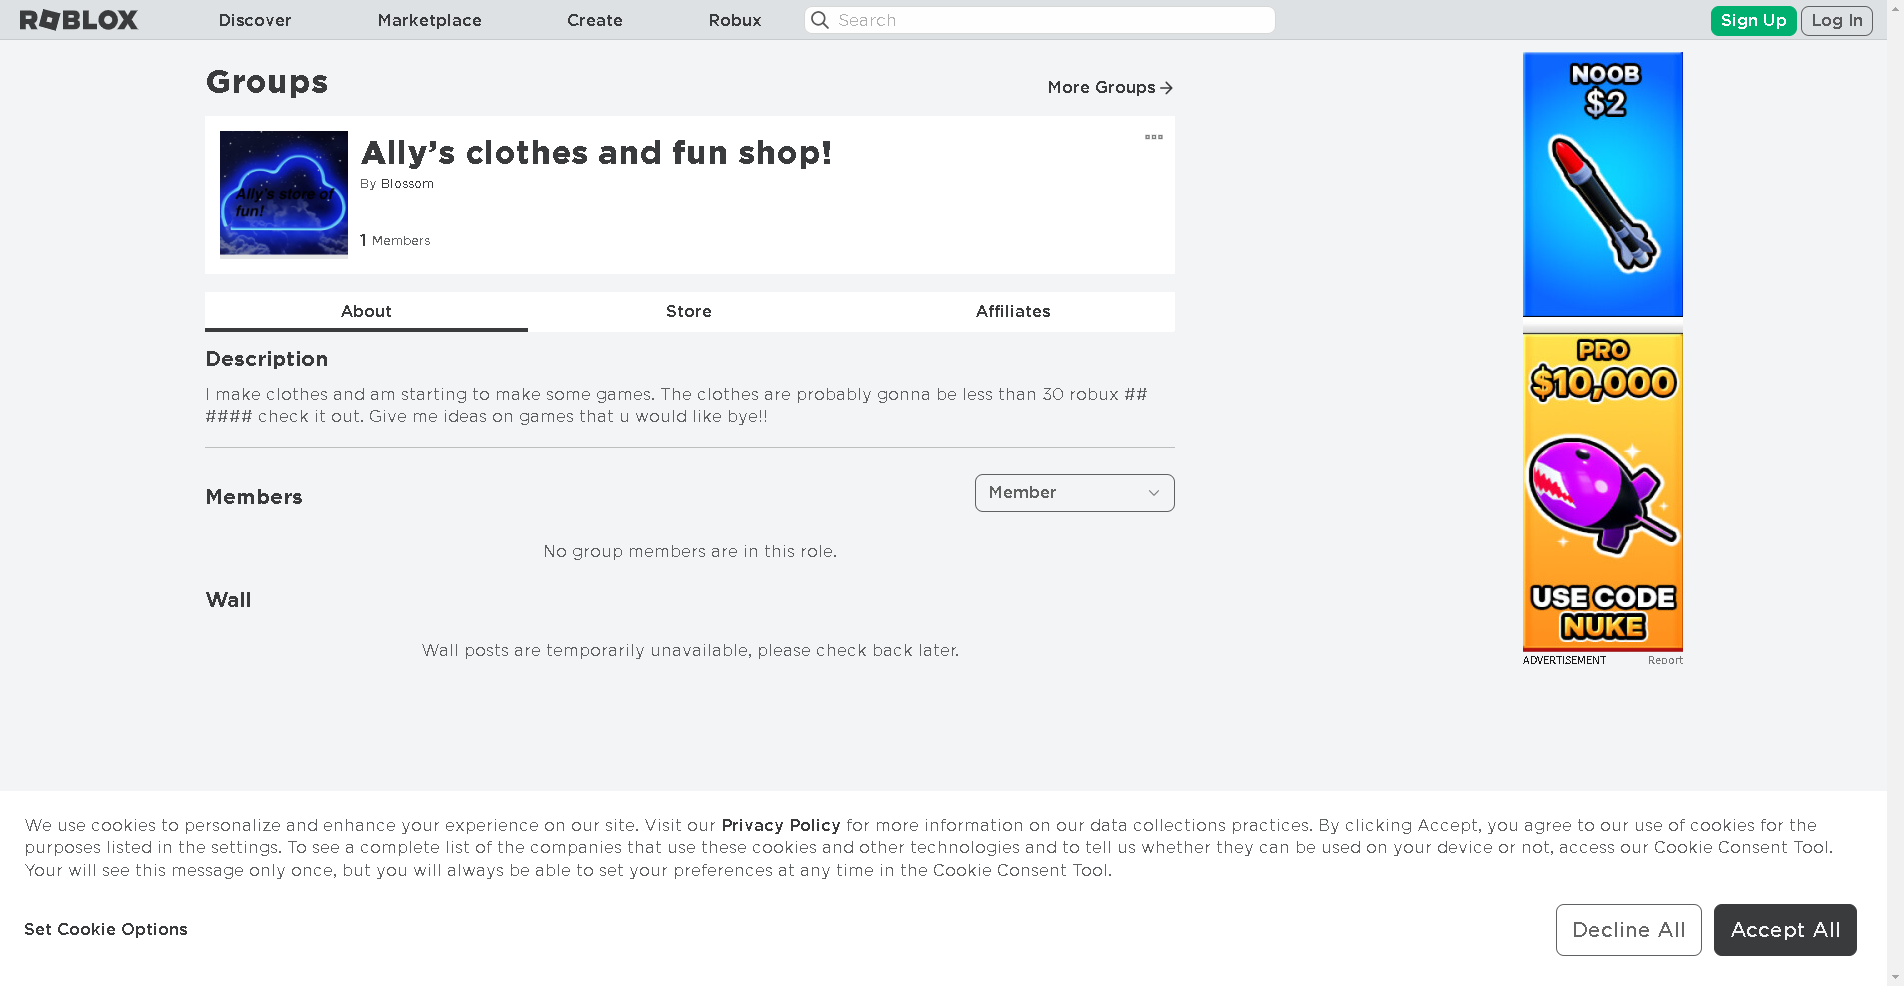 ROBLOX
Discover
Marketplace
Create
Robux
Search
Sign Up
Log In
Groups
More Groups
Ally's store of
fun!
Ally’s clothes and fun shop!
By Blossom
1 Members
About
Store
Affiliates
Description
I make clothes and am starting to make some games. The clothes are probably gonna be less than 30 robux ##
#### check it out. Give me ideas on games that u would like bye!!
Members
Member
No group members are in this role.
Wall
Wall posts are temporarily unavailable, please check back later.
NOOB
$2
PRO
$10,000
USE CODE
NUKE
ADVERTISEMENT
Report
We use cookies to personalize and enhance your experience on our site. Visit our Privacy Policy for more information on our data collections practices. By clicking Accept, you agree to our use of cookies for the
purposes listed in the settings. To see a complete list of the companies that use these cookies and other technologies and to tell us whether they can be used on your device or not, access our Cookie Consent Tool.
Your will see this message only once, but you will always be able to set your preferences at any time in the Cookie Consent Tool.
Set Cookie Options
Decline All
Accept All